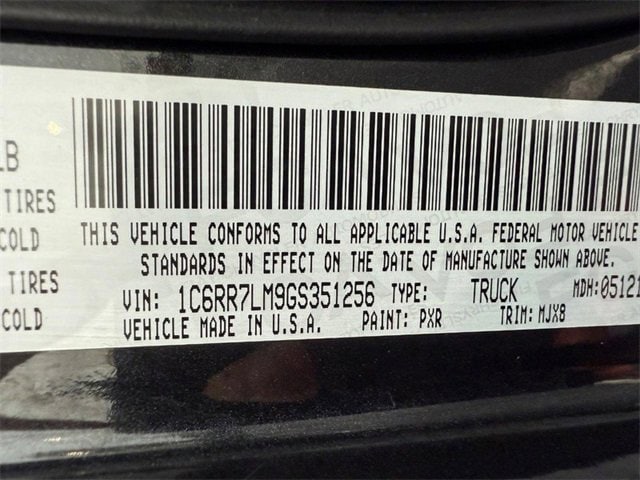 LB
TIRES
COLD
THIS VEHICLE CONFORMS TO ALL APPLICABLE U.S.A. FEDERAL MOTOR VEHICLE
STANDARDS IN EFFECT ON THE DATE OF MANUFACTURE SHOWN ABOVE.
TIRES
COLD
VIN: 1C6RR7LM9GS351256 TYPE: TRUCK MDH: 05121
VEHICLE MADE IN U.S.A. PAINT: PXR TRIM: MJX8